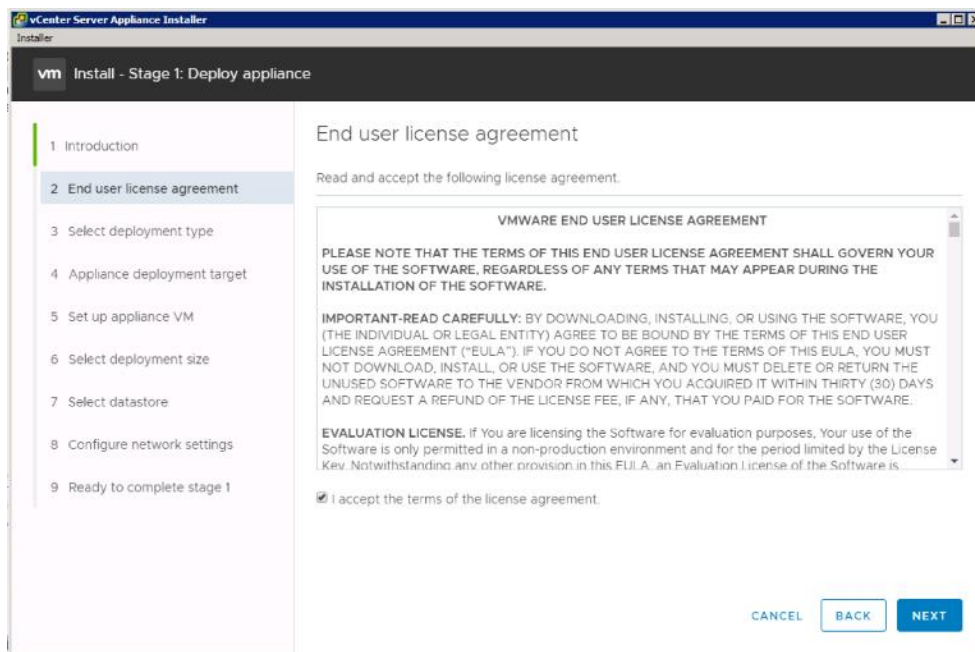 vCenter Server Appliance Installer
Installer
vm Install - Stage 1: Deploy appliance
1 Introduction
2 End user license agreement
3 Select deployment type
4 Appliance deployment target
5 Set up appliance VM
6 Select deployment size
7 Select datastore
8 Configure network settings
9 Ready to complete stage 1
End user license agreement
Read and accept the following license agreement.
VMWARE END USER LICENSE AGREEMENT
PLEASE NOTE THAT THE TERMS OF THIS END USER LICENSE AGREEMENT SHALL GOVERN YOUR
USE OF THE SOFTWARE, REGARDLESS OF ANY TERMS THAT MAY APPEAR DURING THE
INSTALLATION OF THE SOFTWARE.
IMPORTANT-READ CAREFULLY: BY DOWNLOADING, INSTALLING, OR USING THE SOFTWARE, YOU
(THE INDIVIDUAL OR LEGAL ENTITY) AGREE TO BE BOUND BY THE TERMS OF THIS END USER
LICENSE AGREEMENT (“EULA”). IF YOU DO NOT AGREE TO THE TERMS OF THIS EULA, YOU MUST
NOT DOWNLOAD, INSTALL, OR USE THE SOFTWARE, AND YOU MUST DELETE OR RETURN THE
UNUSED SOFTWARE TO THE VENDOR FROM WHICH YOU ACQUIRED IT WITHIN THIRTY (30) DAYS
AND REQUEST A REFUND OF THE LICENSE FEE, IF ANY, THAT YOU PAID FOR THE SOFTWARE.
EVALUATION LICENSE. If You are licensing the Software for evaluation purposes, Your use of the
Software is only permitted in a non-production environment and for the period limited by the License
Key. Notwithstanding any other provision in this EULA, an Evaluation License of the Software is
I accept the terms of the license agreement.
CANCEL BACK NEXT